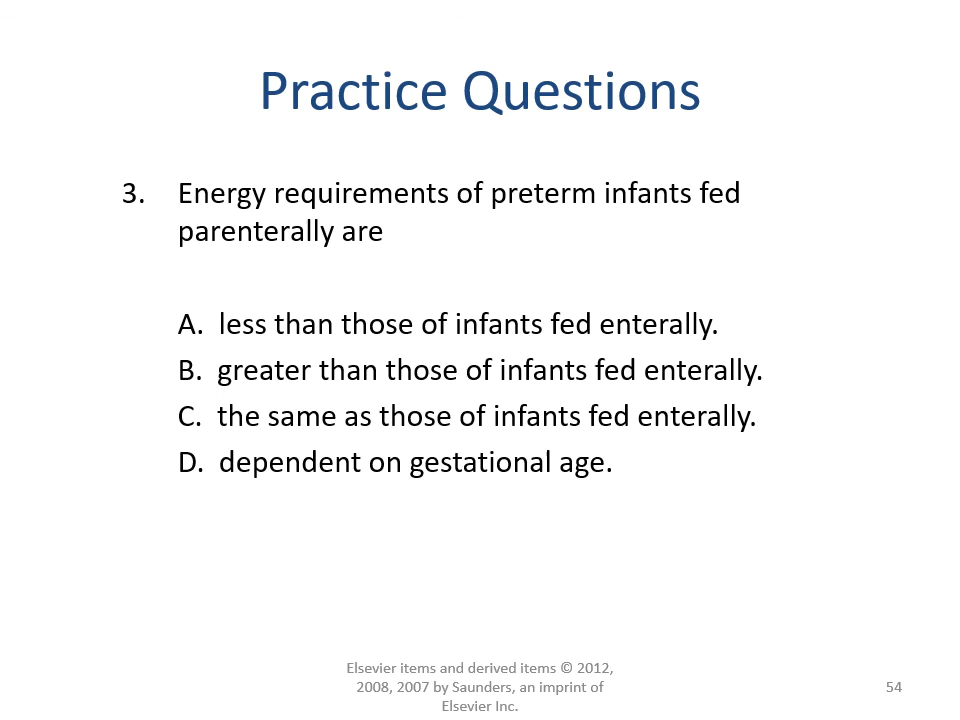 Practice Questions
3. Energy requirements of preterm infants fed
parenterally are
A. less than those of infants fed enterally.
B. greater than those of infants fed enterally.
C. the same as those of infants fed enterally.
D. dependent on gestational age.
Elsevier items and derived items © 2012,
2008, 2007 by Saunders, an imprint of
Elsevier Inc.
54